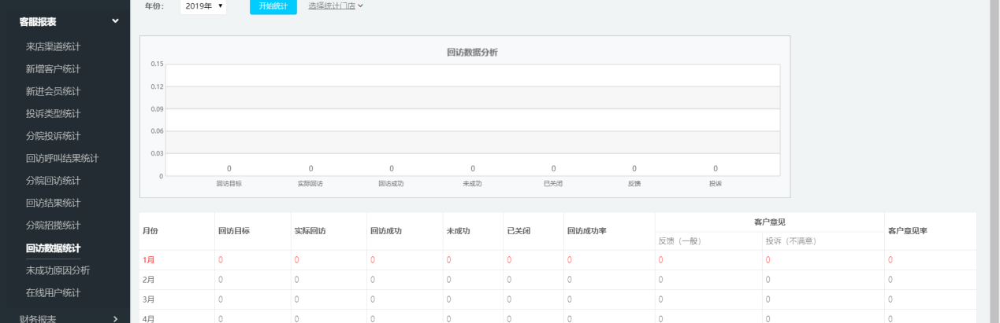 年份： 2019年 开始统计 选择统计门店
客服报表
来店渠道统计
新增客户统计
新进会员统计
投诉类型统计
分院投诉统计
回访呼叫结果统计
分院回访统计
回访结果统计
分院招揽统计
回访数据统计
未成功原因分析
在线用户统计
财务报表
回访数据分析
0.15
0.12
0.09
0.06
0.03
0
0 0 0 0 0 0 0
回访目标 实际回访 回访成功 未成功 已关闭 反馈 投诉
月份 回访目标 实际回访 回访成功 未成功 已关闭 回访成功率 客户意见 客户意见率
反馈（一般） 投诉（不满意）
1月 0 0 0 0 0 0 0 0 0
2月 0 0 0 0 0 0 0 0 0
3月 0 0 0 0 0 0 0 0 0
4月 0 0 0 0 0 0 0 0 0